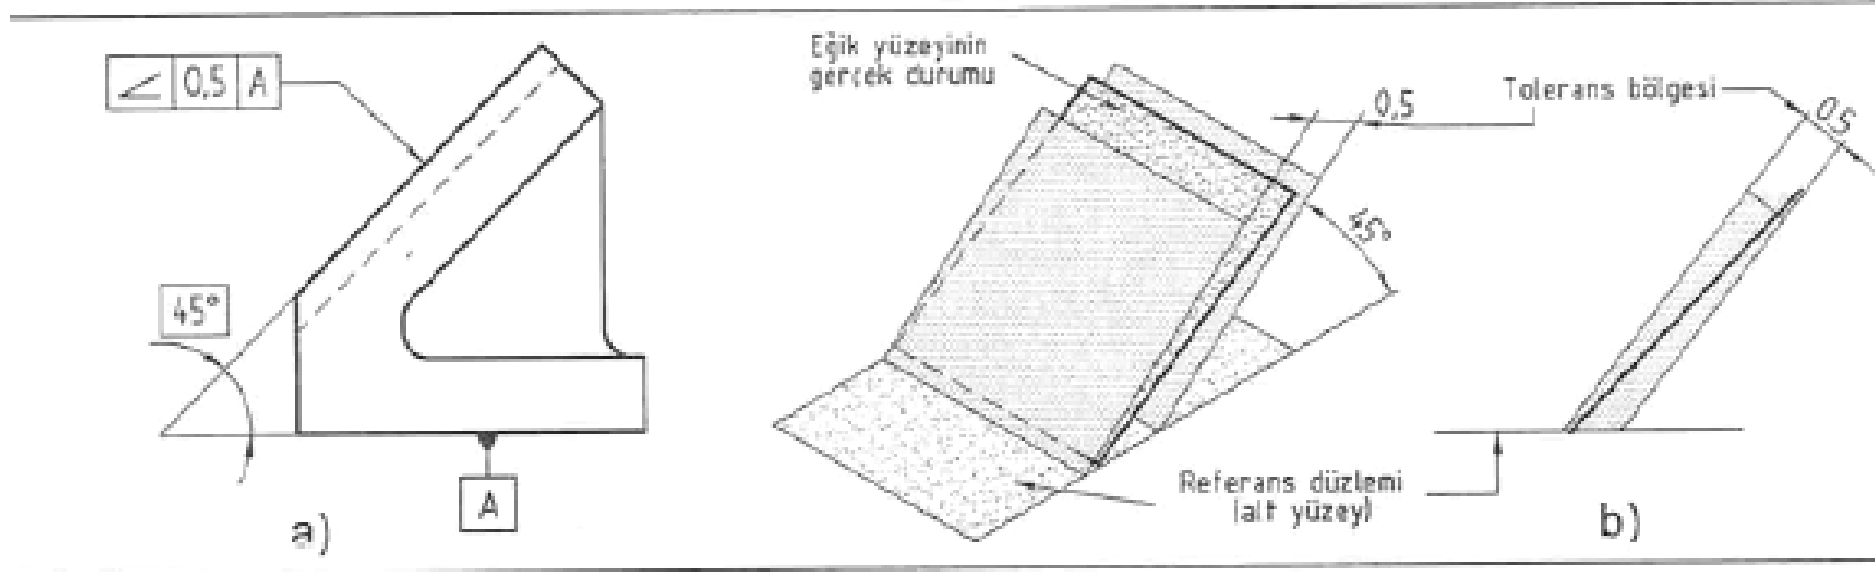 0,5 A
45°
A
a)
Eğik yüzeyinin
gerçek durumu
0,5
45°
Tolerans bölgesi
0,5
Referans düzlemi
(alt yüzey)
b)